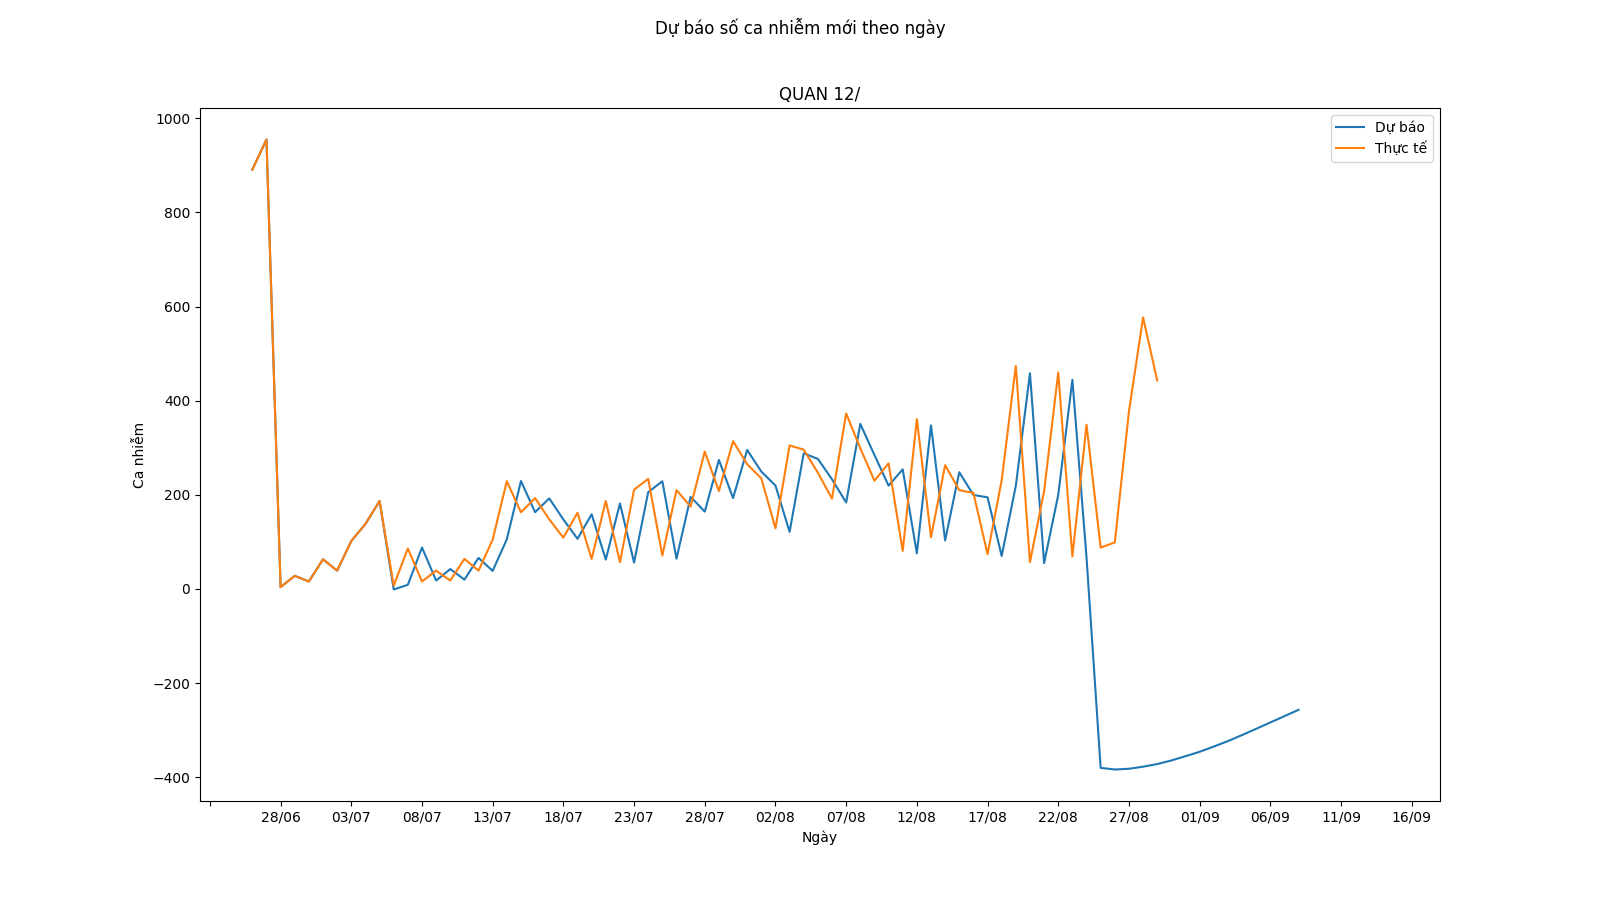 Dự báo số ca nhiễm mới theo ngày
QUAN 12/
Dự báo
Thực tế
Ca nhiễm
1000
800
600
400
200
0
−200
−400
28/06 03/07 08/07 13/07 18/07 23/07 28/07 02/08 07/08 12/08 17/08 22/08 27/08 01/09 06/09 11/09 16/09
Ngày